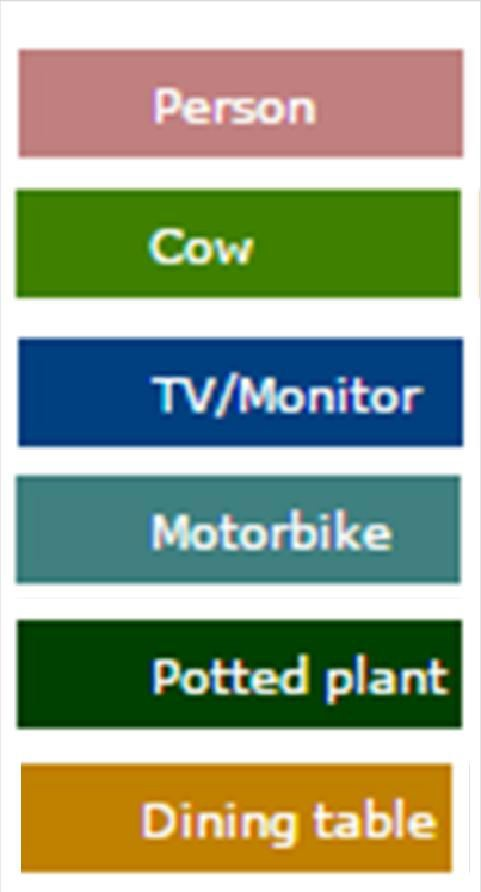 Person
Cow
TV/Monitor
Motorbike
Potted plant
Dining table